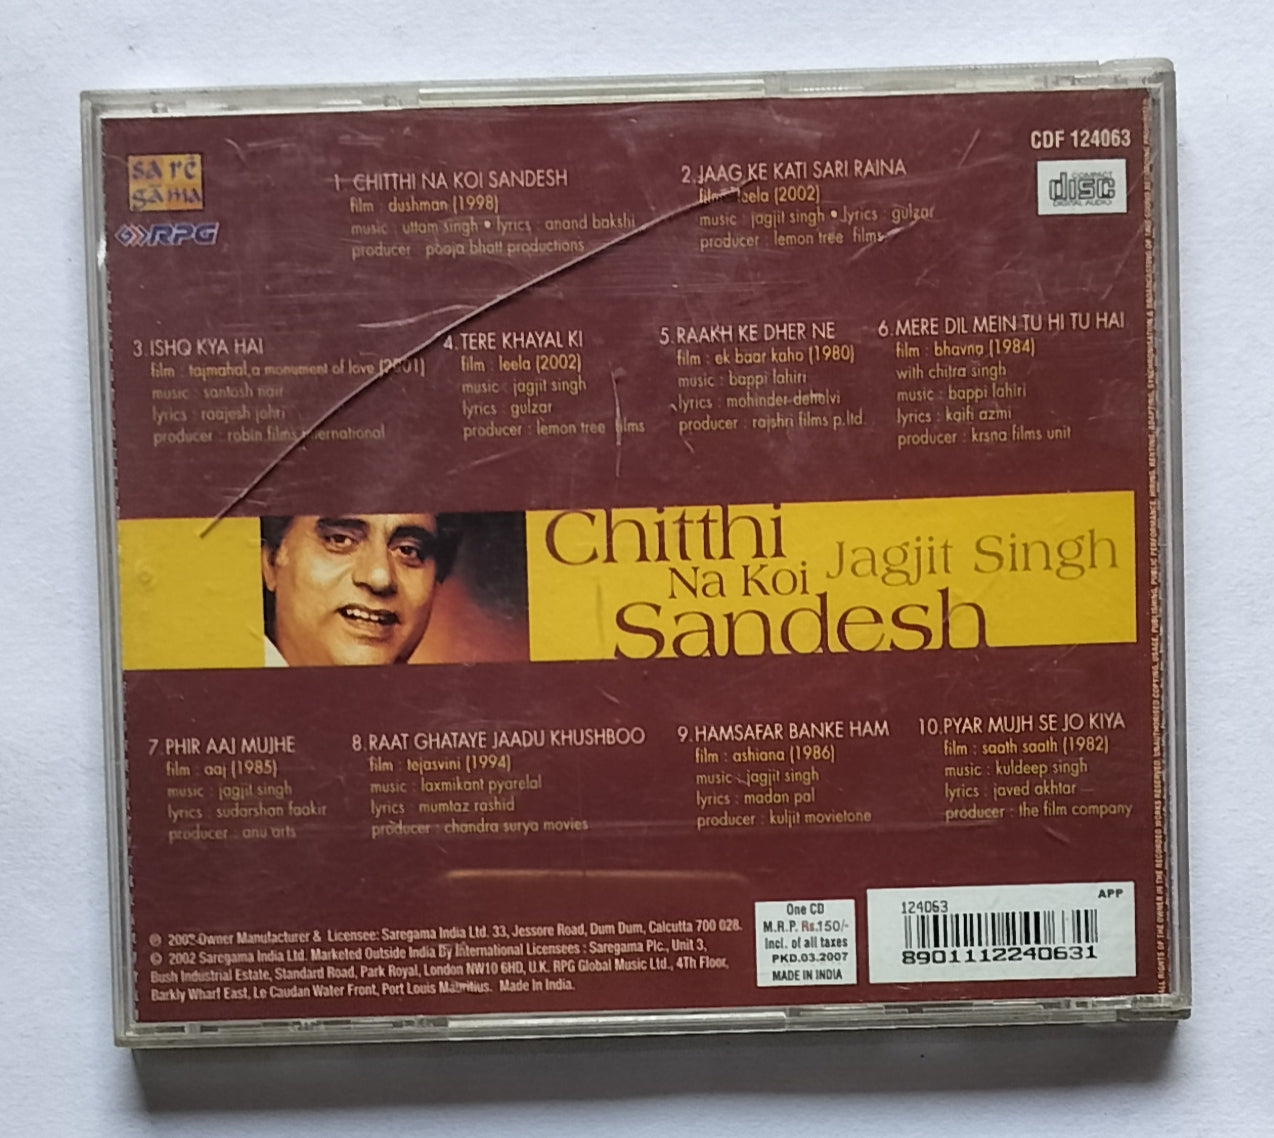 sa re
gama
RPG
CDF 124063
COMPACT
disc
DIGITAL AUDIO
1 CHITTHI NA KOI SANDESH
film : dushman (1998)
music : uttam singh • lyrics : anand bakshi
producer : pooja bhatt productions
2. JAAG KE KATI SARI RAINA
film : leela (2002)
music : jagjit singh • lyrics : gulzar
producer : lemon tree films
3. ISHQ KYA HAI
film : tajmahal,a monument of love (2001)
music : santosh nair
lyrics : raajesh johri
producer : robin films international
4. TERE KHAYAL KI
film : leela (2002)
music : jagjit singh
lyrics : gulzar
producer : lemon tree films
5. RAAKH KE DHER NE
film : ek baar kaho (1980)
music : bappi lahiri
lyrics : mohinder dehalvi
producer : rajshri films p.ltd.
6. MERE DIL MEIN TU HI TU HAI
film : bhavna (1984)
with chitra singh
music : bappi lahiri
lyrics : kaifi azmi
producer : krsna films unit
Chitthi
Na Koi
Sandesh
Jagjit Singh
7. PHIR AAJ MUJHE
film : aaj (1985)
music : jagjit singh
lyrics : sudarshan faakir
producer : anu arts
8. RAAT GHATAYE JAADU KHUSHBOO
film : tejasvini (1994)
music : laxmikant pyarelal
lyrics : mumtaz rashid
producer : chandra surya movies
9. HAMSAFAR BANKE HAM
film : ashiana (1986)
music : jagjit singh
lyrics : madan pal
producer : kuljit movietone
10. PYAR MUJH SE JO KIYA
film : saath saath (1982)
music : kuldeep singh
lyrics : javed akhtar
producer : the film company
℗ 2002 Owner Manufacturer & Licensee: Saregama India Ltd. 33, Jessore Road, Dum Dum, Calcutta 700 028.
© 2002 Saregama India Ltd. Marketed Outside India By International Licensees : Saregama Plc., Unit 3,
Bush Industrial Estate, Standard Road, Park Royal, London NW10 6HD, U.K. RPG Global Music Ltd., 4Th Floor,
Barkly Wharf East, Le Caudan Water Front, Port Louis Mauritius. Made In India.
One CD
M.R.P. Rs.150/-
Incl. of all taxes
PKD.03.2007
MADE IN INDIA
APP
124063
8901112240631